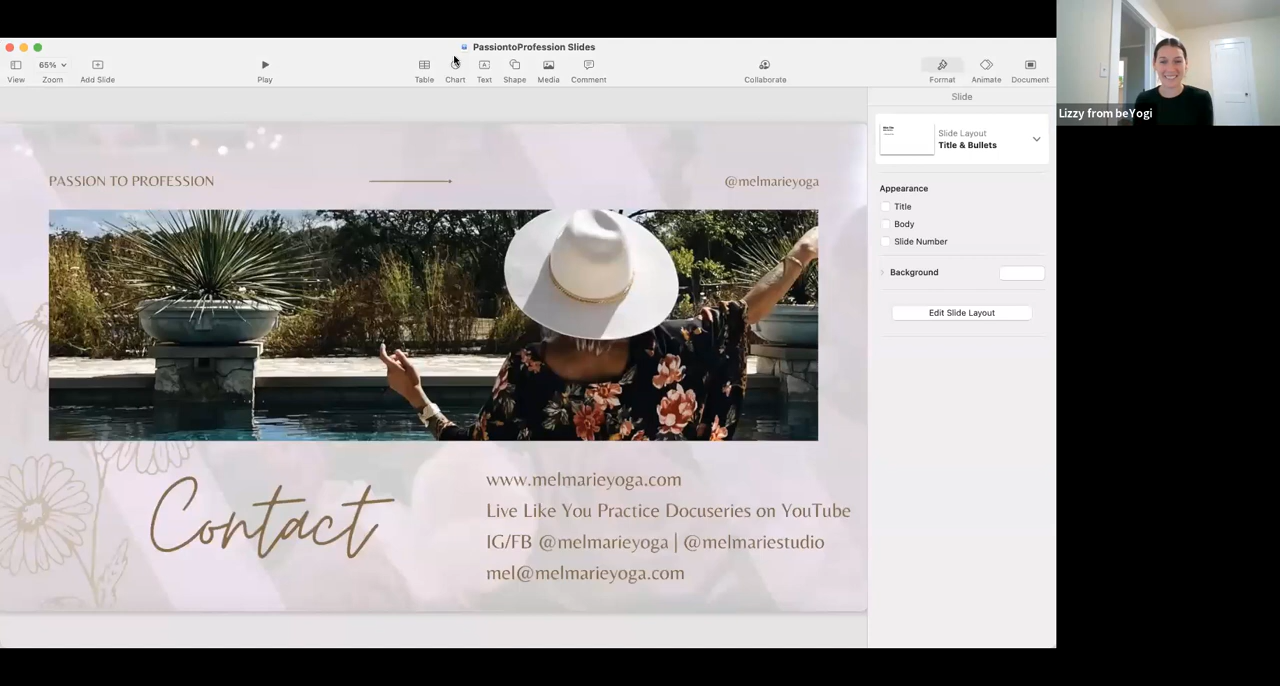 PassiontoProfession Slides
View
65%
Zoom
Add Slide
Play
Table
Chart
Text
Shape
Media
Comment
Collaborate
Format
Animate
Document
Slide
Slide Layout
Title & Bullets
Appearance
Title
Body
Slide Number
Background
Edit Slide Layout
PASSION TO PROFESSION
@melmarieyoga
Contact
www.melmarieyoga.com
Live Like You Practice Docuseries on YouTube
IG/FB @melmarieyoga | @melmariestudio
mel@melmarieyoga.com
Lizzy from beYogi